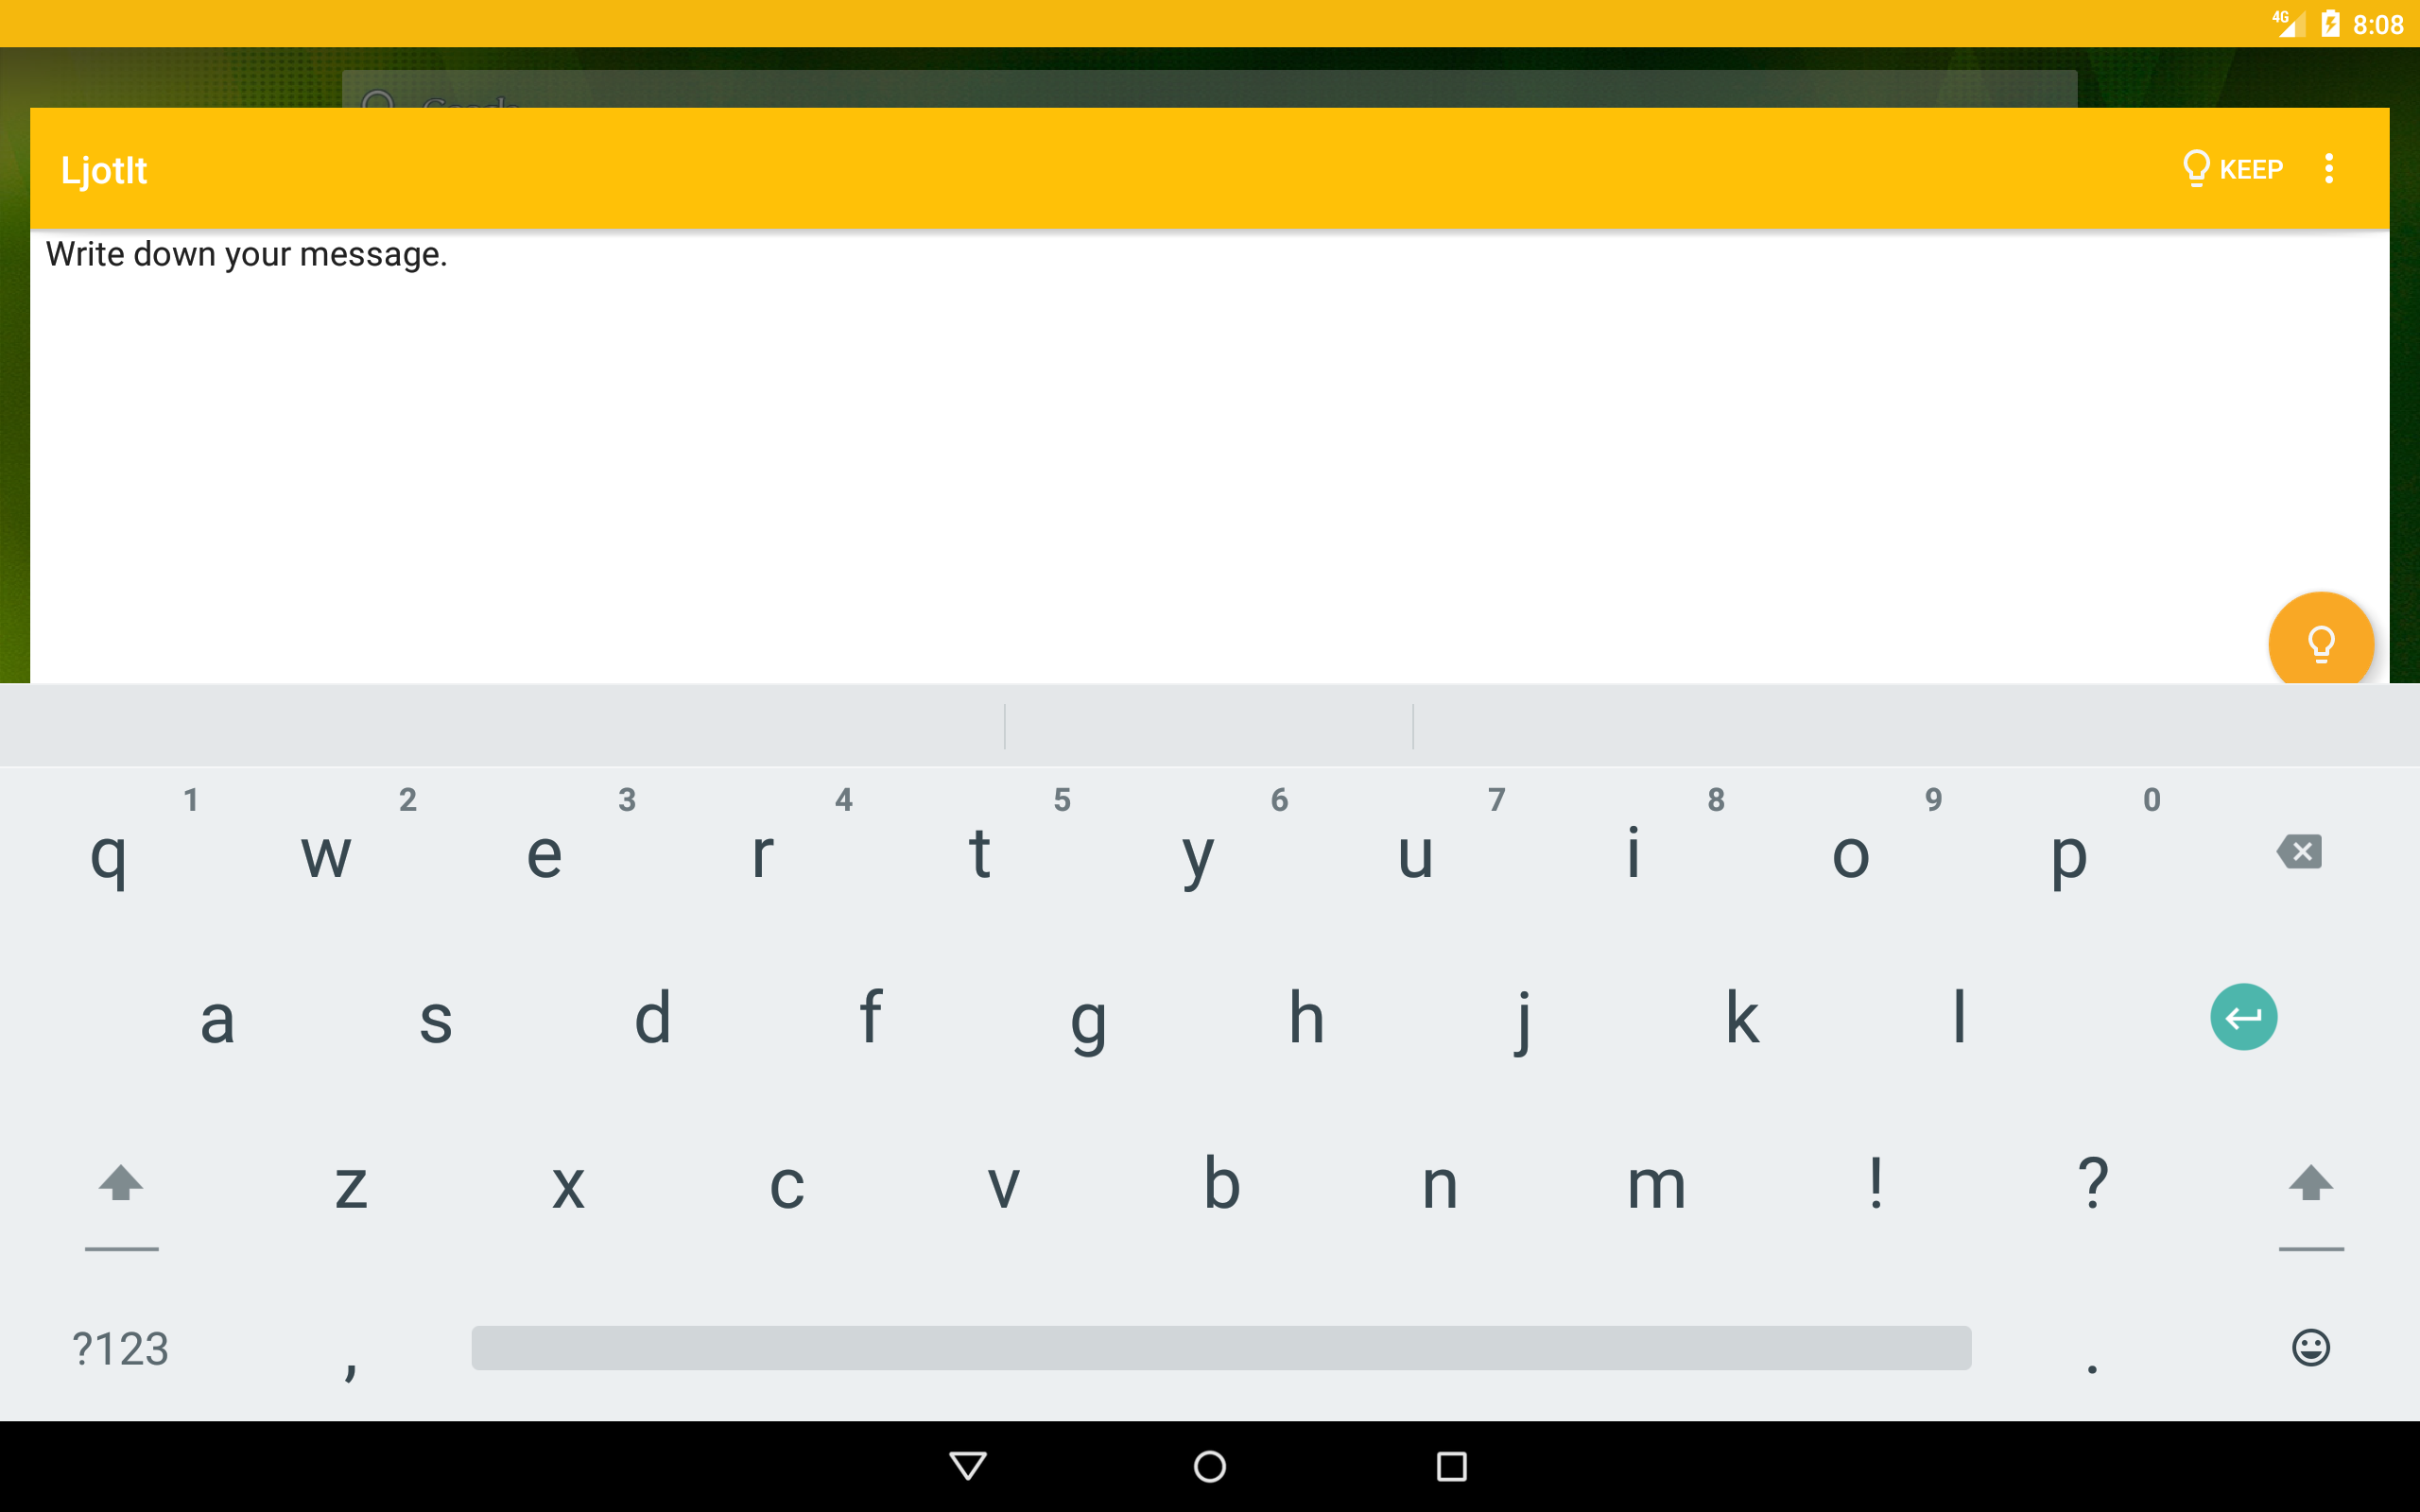 4G 8:08
Google
LjotIt KEEP
Write down your message.
1 2 3 4 5 6 7 8 9 0
q w e r t y u i o p
a s d f g h j k l
z x c v b n m ! ?
?123 , .